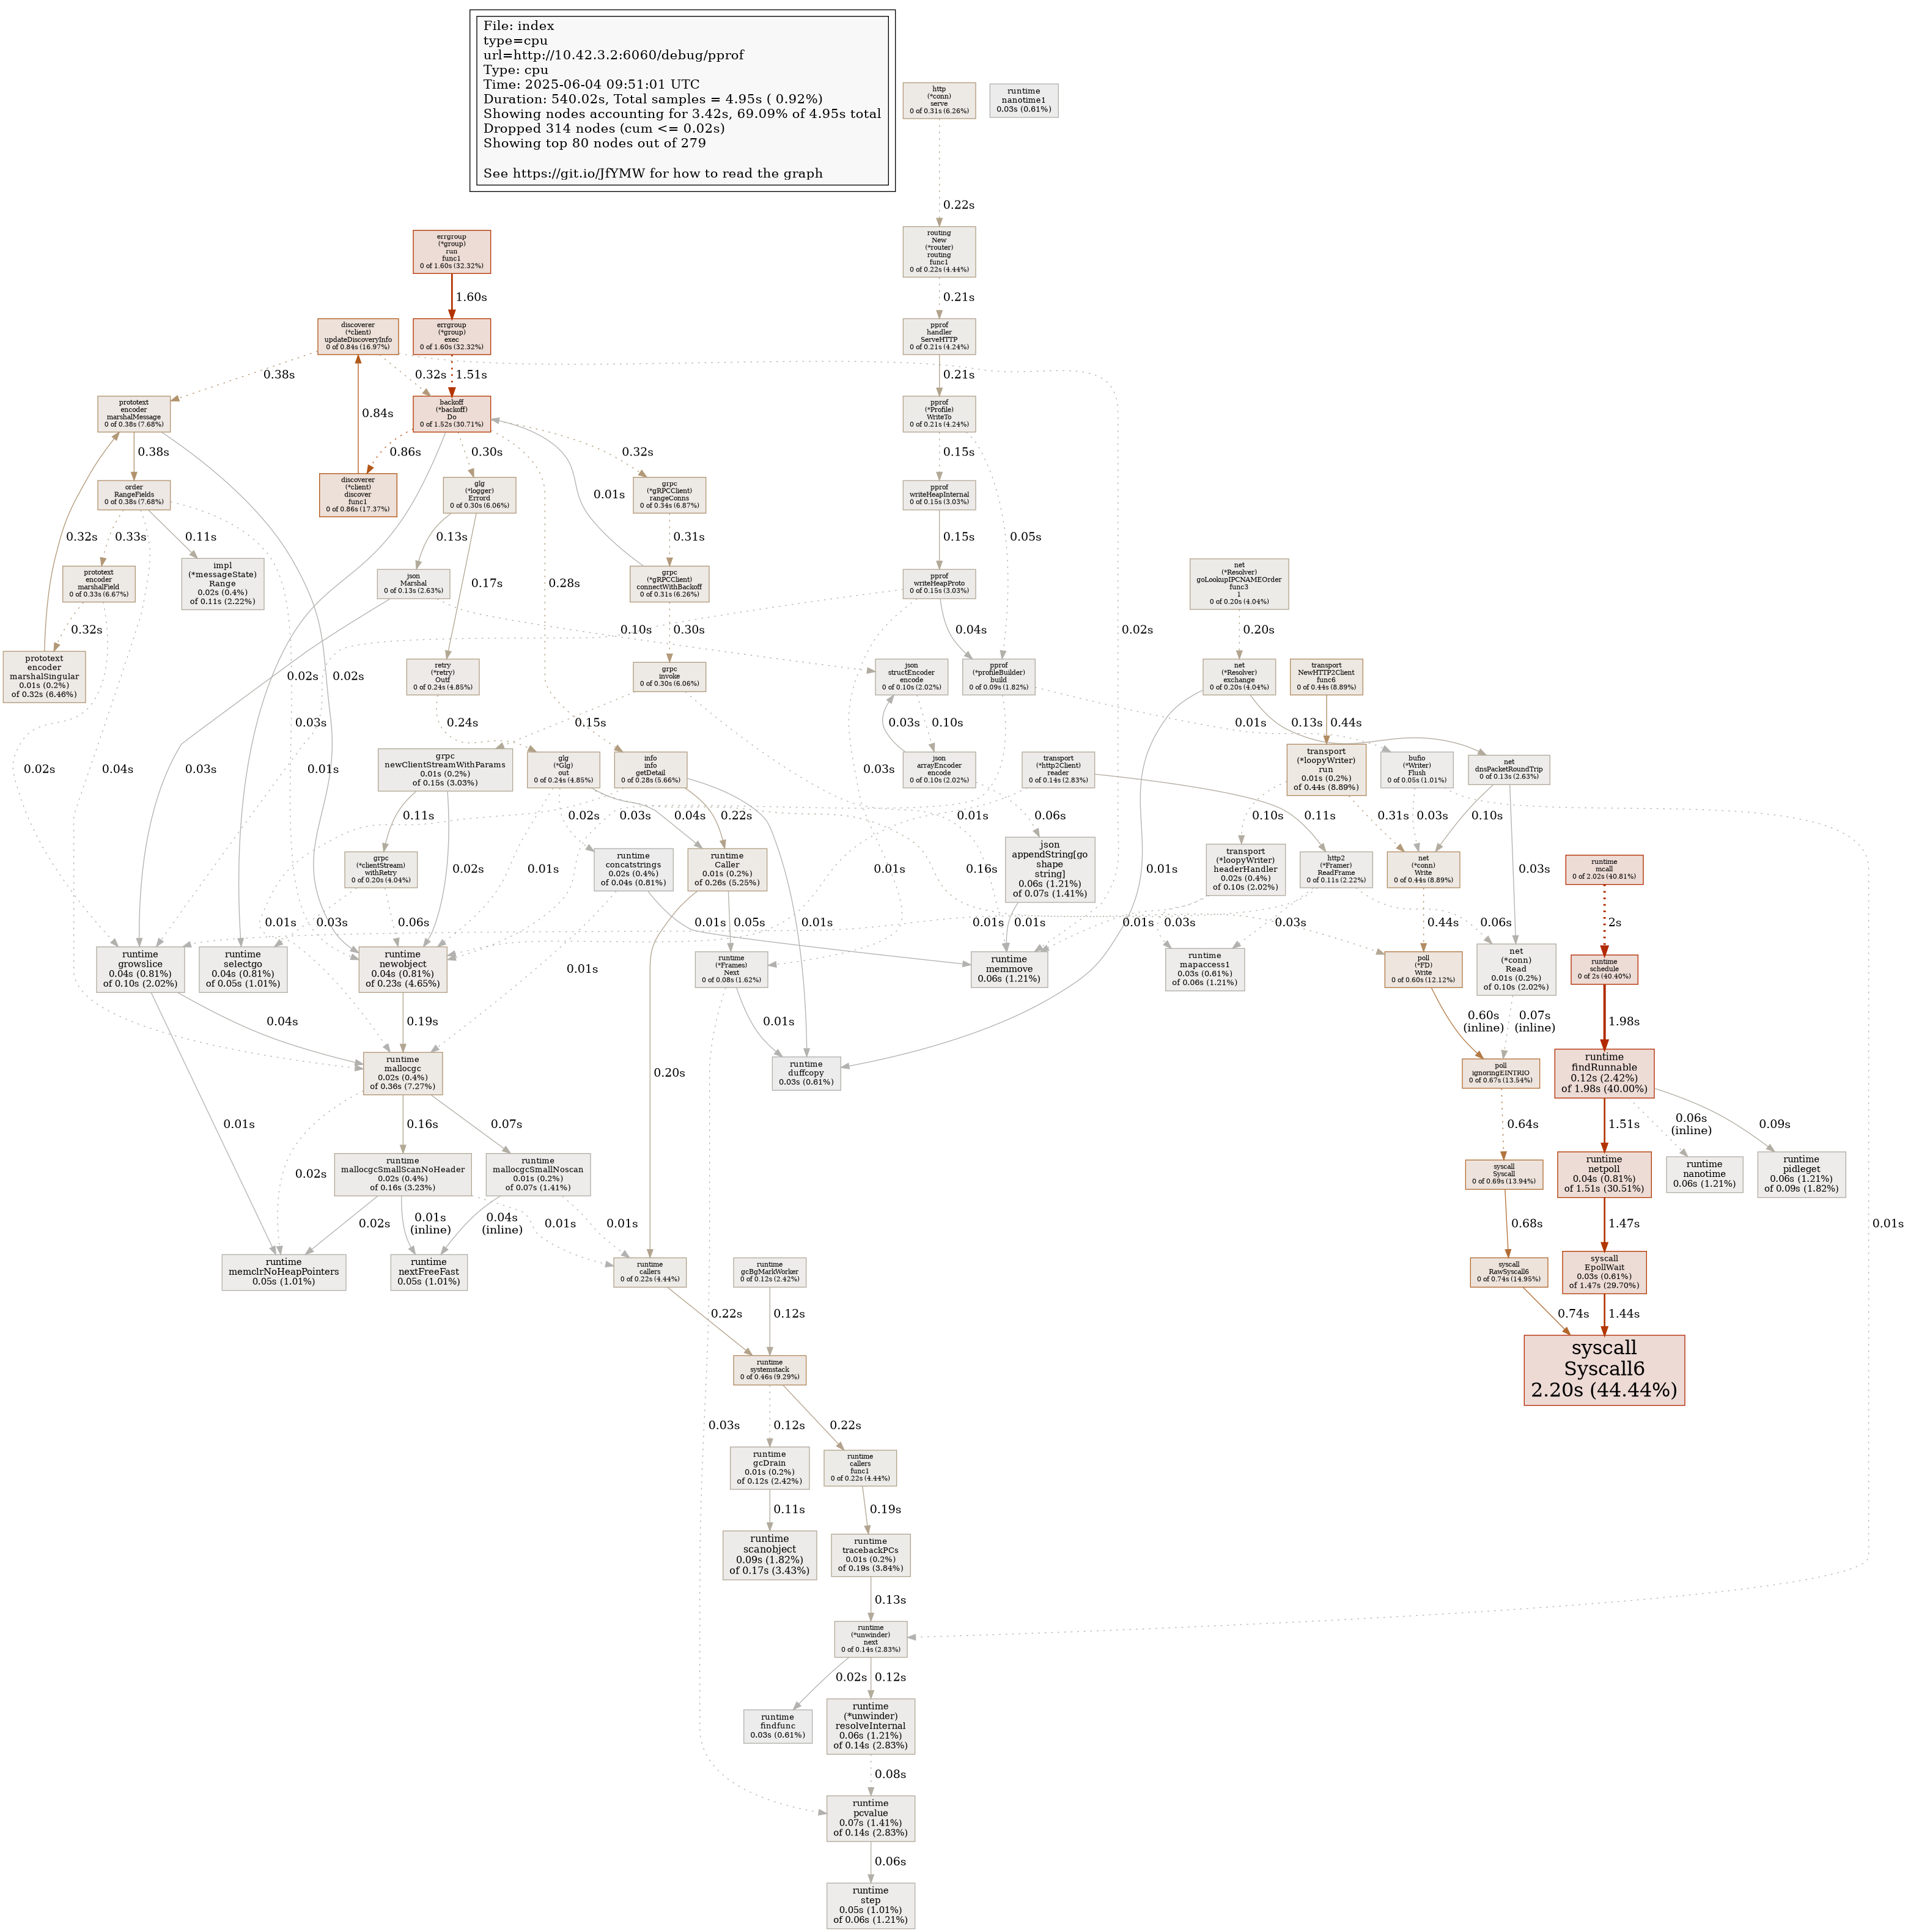 File: index
type=cpu
url=http://10.42.3.2:6060/debug/pprof
Type: cpu
Time: 2025-06-04 09:51:01 UTC
Duration: 540.02s, Total samples = 4.95s ( 0.92%)
Showing nodes accounting for 3.42s, 69.09% of 4.95s total
Dropped 314 nodes (cum <= 0.02s)
Showing top 80 nodes out of 279
See https://git.io/JfYMW for how to read the graph
http
(*conn)
serve
0 of 0.31s (6.26%)
runtime
nanotime1
0.03s (0.61%)
0.22s
errgroup
(*group)
run
func1
0 of 1.60s (32.32%)
routing
New
(*router)
routing
func1
0 of 0.22s (4.44%)
1.60s
0.21s
discoverer
(*client)
updateDiscoveryInfo
0 of 0.84s (16.97%)
errgroup
(*group)
exec
0 of 1.60s (32.32%)
pprof
handler
ServeHTTP
0 of 0.21s (4.24%)
0.38s
0.32s
1.51s
0.21s
prototext
encoder
marshalMessage
0 of 0.38s (7.68%)
0.84s
backoff
(*backoff)
Do
0 of 1.52s (30.71%)
pprof
(*Profile)
WriteTo
0 of 0.21s (4.24%)
0.38s
0.86s
0.30s
0.32s
0.15s
order
RangeFields
0 of 0.38s (7.68%)
discoverer
(*client)
discover
func1
0 of 0.86s (17.37%)
glg
(*logger)
Errord
0 of 0.30s (6.06%)
0.01s
grpc
(*gRPCClient)
rangeConns
0 of 0.34s (6.87%)
pprof
writeHeapInternal
0 of 0.15s (3.03%)
0.32s
0.33s
0.11s
0.13s
0.31s
0.15s
0.05s
prototext
encoder
marshalField
0 of 0.33s (6.67%)
impl
(*messageState)
Range
0.02s (0.4%)
of 0.11s (2.22%)
json
Marshal
0 of 0.13s (2.63%)
0.17s
0.28s
grpc
(*gRPCClient)
connectWithBackoff
0 of 0.31s (6.26%)
pprof
writeHeapProto
0 of 0.15s (3.03%)
net
(*Resolver)
goLookupIPCNAMEOrder
func3
1
0 of 0.20s (4.04%)
0.32s
0.10s
0.30s
0.04s
0.02s
0.20s
prototext
encoder
marshalSingular
0.01s (0.2%)
of 0.32s (6.46%)
0.02s
0.02s
retry
(*retry)
Outf
0 of 0.24s (4.85%)
grpc
invoke
0 of 0.30s (6.06%)
json
structEncoder
encode
0 of 0.10s (2.02%)
pprof
(*profileBuilder)
build
0 of 0.09s (1.82%)
net
(*Resolver)
exchange
0 of 0.20s (4.04%)
transport
NewHTTP2Client
func6
0 of 0.44s (8.89%)
0.03s
0.24s
0.15s
0.03s
0.10s
0.01s
0.13s
0.44s
0.02s
0.04s
0.03s
0.01s
grpc
newClientStreamWithParams
0.01s (0.2%)
of 0.15s (3.03%)
glg
(*Glg)
out
0 of 0.24s (4.85%)
info
info
getDetail
0 of 0.28s (5.66%)
0.03s
json
arrayEncoder
encode
0 of 0.10s (2.02%)
transport
(*http2Client)
reader
0 of 0.14s (2.83%)
transport
(*loopyWriter)
run
0.01s (0.2%)
of 0.44s (8.89%)
bufio
(*Writer)
Flush
0 of 0.05s (1.01%)
net
dnsPacketRoundTrip
0 of 0.13s (2.63%)
0.11s
0.02s
0.03s
0.04s
0.22s
0.01s
0.06s
0.11s
0.10s
0.31s
0.03s
0.10s
grpc
(*clientStream)
withRetry
0 of 0.20s (4.04%)
0.02s
0.01s
runtime
concatstrings
0.02s (0.4%)
of 0.04s (0.81%)
runtime
Caller
0.01s (0.2%)
of 0.26s (5.25%)
0.01s
0.16s
json
appendString[go
shape
string]
0.06s (1.21%)
of 0.07s (1.41%)
0.01s
transport
(*loopyWriter)
headerHandler
0.02s (0.4%)
of 0.10s (2.02%)
http2
(*Framer)
ReadFrame
0 of 0.11s (2.22%)
net
(*conn)
Write
0 of 0.44s (8.89%)
0.03s
runtime
mcall
0 of 2.02s (40.81%)
0.01s
0.03s
0.06s
0.01s
0.05s
0.01s
0.01s
0.01s
0.01s
0.03s
0.03s
0.44s
0.06s
2s
runtime
growslice
0.04s (0.81%)
of 0.10s (2.02%)
runtime
selectgo
0.04s (0.81%)
of 0.05s (1.01%)
runtime
newobject
0.04s (0.81%)
of 0.23s (4.65%)
0.01s
runtime
(*Frames)
Next
0 of 0.08s (1.62%)
runtime
memmove
0.06s (1.21%)
runtime
mapaccess1
0.03s (0.61%)
of 0.06s (1.21%)
poll
(*FD)
Write
0 of 0.60s (12.12%)
net
(*conn)
Read
0.01s (0.2%)
of 0.10s (2.02%)
runtime
schedule
0 of 2s (40.40%)
0.04s
0.19s
0.01s
0.60s
(inline)
0.07s
(inline)
1.98s
runtime
mallocgc
0.02s (0.4%)
of 0.36s (7.27%)
0.20s
runtime
duffcopy
0.03s (0.61%)
poll
ignoringEINTRIO
0 of 0.67s (13.54%)
runtime
findRunnable
0.12s (2.42%)
of 1.98s (40.00%)
0.01s
0.16s
0.07s
0.64s
1.51s
0.06s
(inline)
0.09s
0.02s
runtime
mallocgcSmallScanNoHeader
0.02s (0.4%)
of 0.16s (3.23%)
runtime
mallocgcSmallNoscan
0.01s (0.2%)
of 0.07s (1.41%)
syscall
Syscall
0 of 0.69s (13.94%)
runtime
netpoll
0.04s (0.81%)
of 1.51s (30.51%)
runtime
nanotime
0.06s (1.21%)
runtime
pidleget
0.06s (1.21%)
of 0.09s (1.82%)
0.02s
0.01s
(inline)
0.04s
(inline)
0.01s
0.01s
0.68s
1.47s
0.01s
runtime
memclrNoHeapPointers
0.05s (1.01%)
runtime
nextFreeFast
0.05s (1.01%)
runtime
callers
0 of 0.22s (4.44%)
runtime
gcBgMarkWorker
0 of 0.12s (2.42%)
syscall
RawSyscall6
0 of 0.74s (14.95%)
syscall
EpollWait
0.03s (0.61%)
of 1.47s (29.70%)
0.22s
0.12s
0.74s
1.44s
runtime
systemstack
0 of 0.46s (9.29%)
syscall
Syscall6
2.20s (44.44%)
0.03s
0.12s
0.22s
runtime
gcDrain
0.01s (0.2%)
of 0.12s (2.42%)
runtime
callers
func1
0 of 0.22s (4.44%)
0.11s
0.19s
runtime
scanobject
0.09s (1.82%)
of 0.17s (3.43%)
runtime
tracebackPCs
0.01s (0.2%)
of 0.19s (3.84%)
0.13s
runtime
(*unwinder)
next
0 of 0.14s (2.83%)
0.02s
0.12s
runtime
findfunc
0.03s (0.61%)
runtime
(*unwinder)
resolveInternal
0.06s (1.21%)
of 0.14s (2.83%)
0.08s
runtime
pcvalue
0.07s (1.41%)
of 0.14s (2.83%)
0.06s
runtime
step
0.05s (1.01%)
of 0.06s (1.21%)